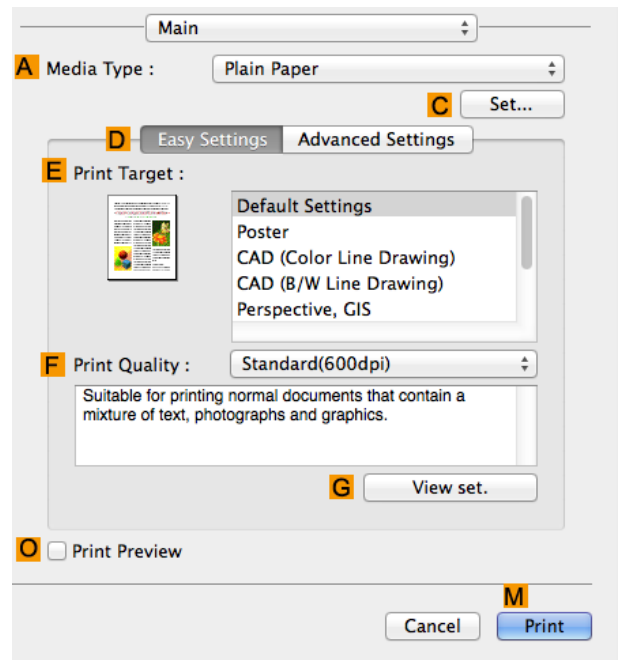 Main
A Media Type : Plain Paper
C Set...
D Easy Settings Advanced Settings
E Print Target :
Default Settings
Poster
CAD (Color Line Drawing)
CAD (B/W Line Drawing)
Perspective, GIS
F Print Quality : Standard(600dpi)
Suitable for printing normal documents that contain a
mixture of text, photographs and graphics.
G View set.
O Print Preview
M
Cancel Print